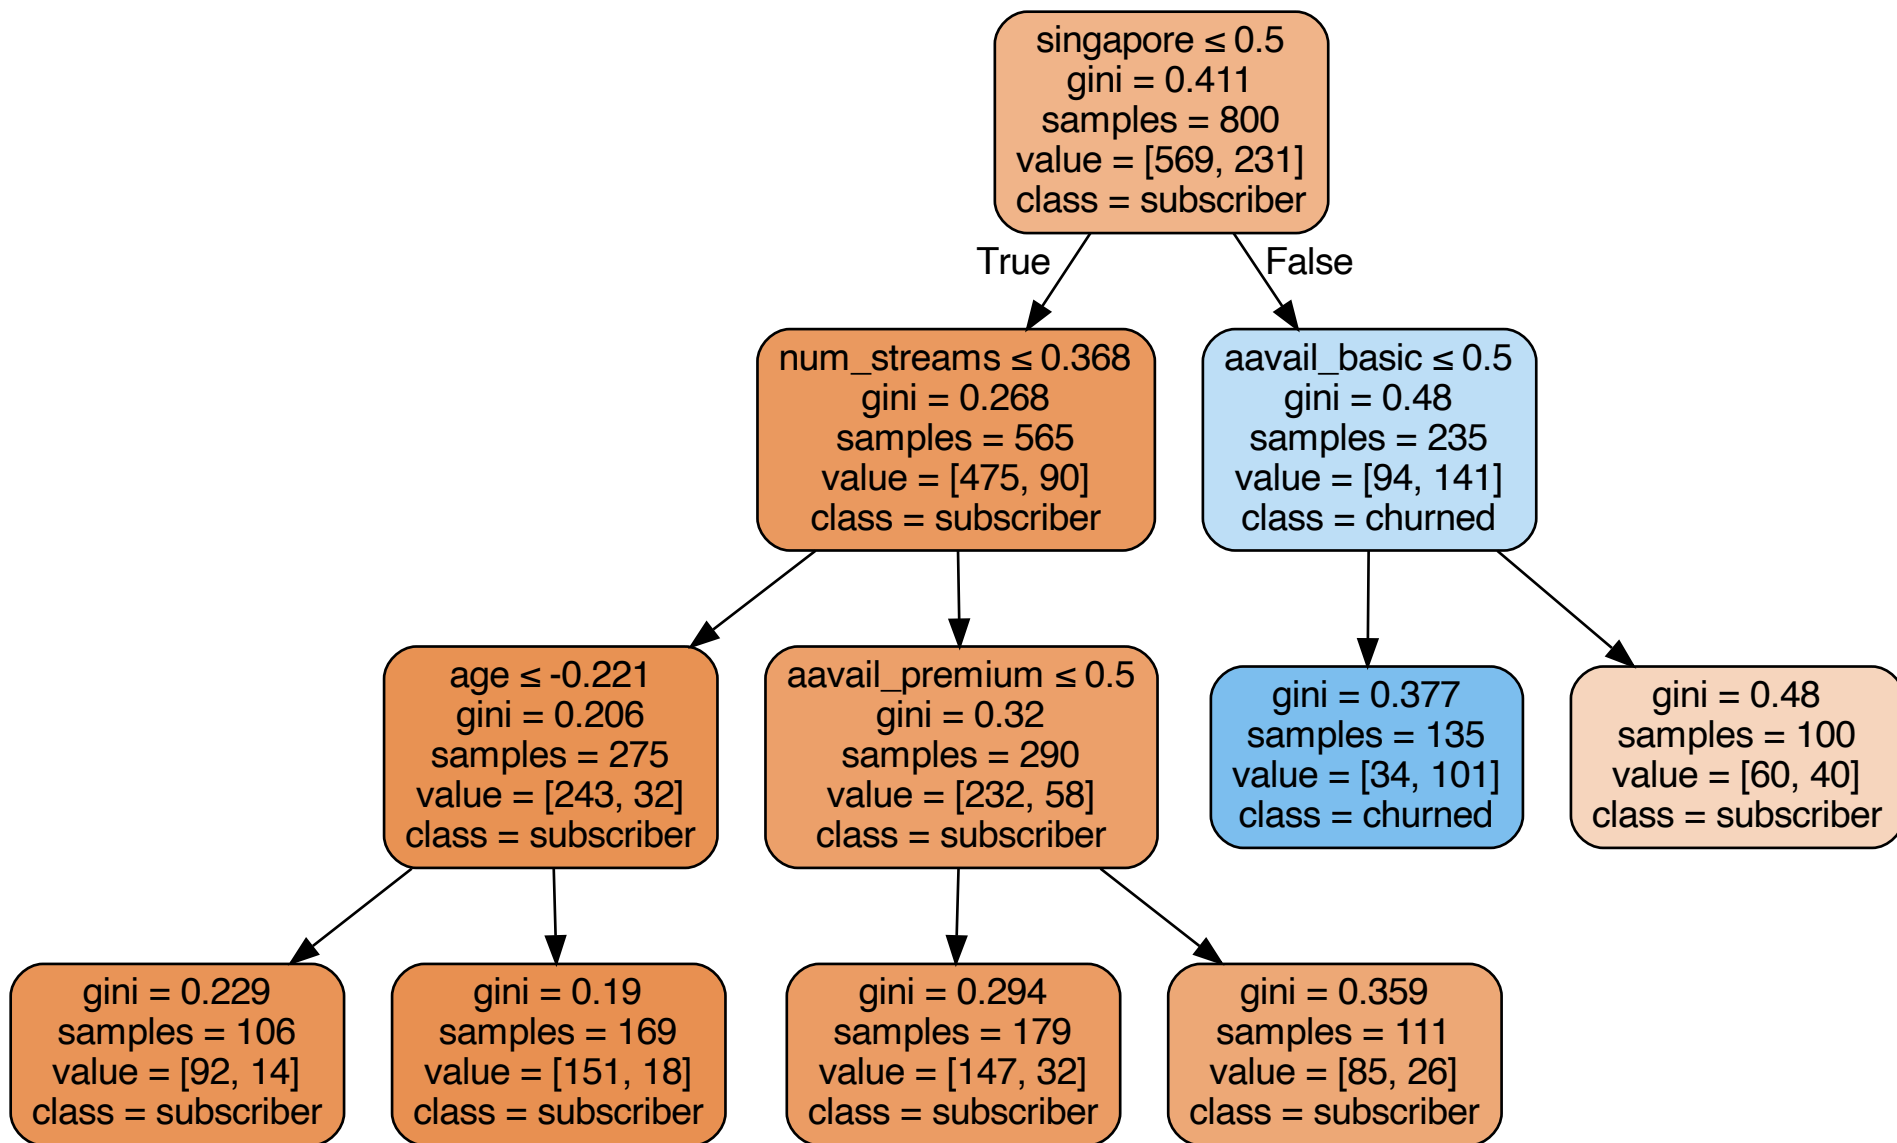 singapore ≤ 0.5
gini = 0.411
samples = 800
value = [569, 231]
class = subscriber
True
False
num_streams ≤ 0.368
gini = 0.268
samples = 565
value = [475, 90]
class = subscriber
aavail_basic ≤ 0.5
gini = 0.48
samples = 235
value = [94, 141]
class = churned
age ≤ -0.221
gini = 0.206
samples = 275
value = [243, 32]
class = subscriber
aavail_premium ≤ 0.5
gini = 0.32
samples = 290
value = [232, 58]
class = subscriber
gini = 0.377
samples = 135
value = [34, 101]
class = churned
gini = 0.48
samples = 100
value = [60, 40]
class = subscriber
gini = 0.229
samples = 106
value = [92, 14]
class = subscriber
gini = 0.19
samples = 169
value = [151, 18]
class = subscriber
gini = 0.294
samples = 179
value = [147, 32]
class = subscriber
gini = 0.359
samples = 111
value = [85, 26]
class = subscriber